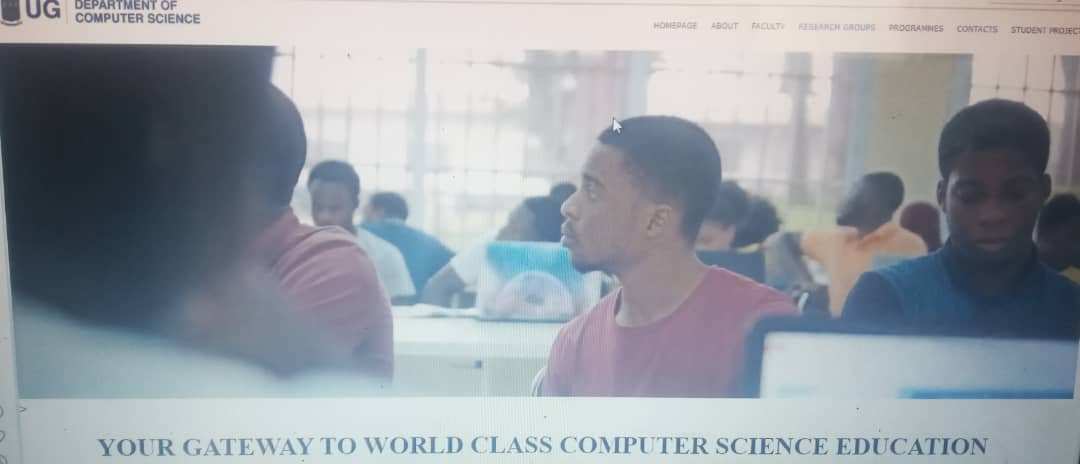 UG
DEPARTMENT OF
COMPUTER SCIENCE
HOMEPAGE ABOUT FACULTY RESEARCH GROUPS PROGRAMMES CONTACTS STUDENT PROJECT
YOUR GATEWAY TO WORLD CLASS COMPUTER SCIENCE EDUCATION